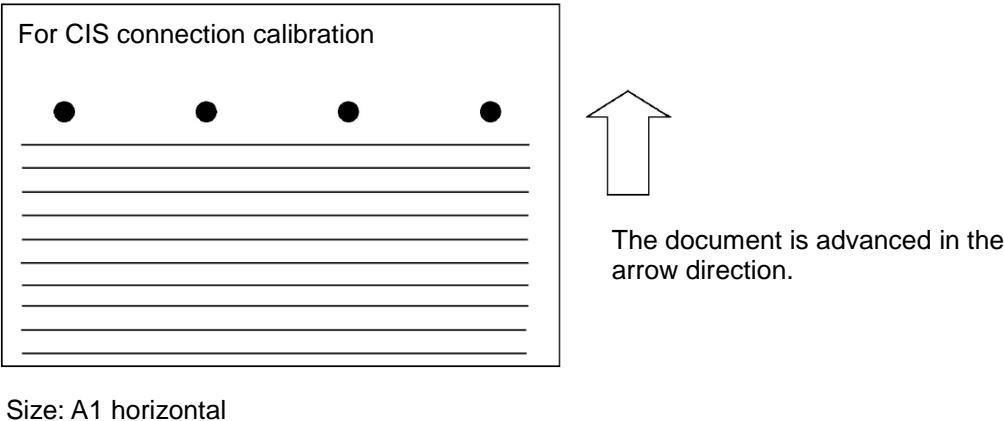 For CIS connection calibration
The document is advanced in the
arrow direction.
Size: A1 horizontal